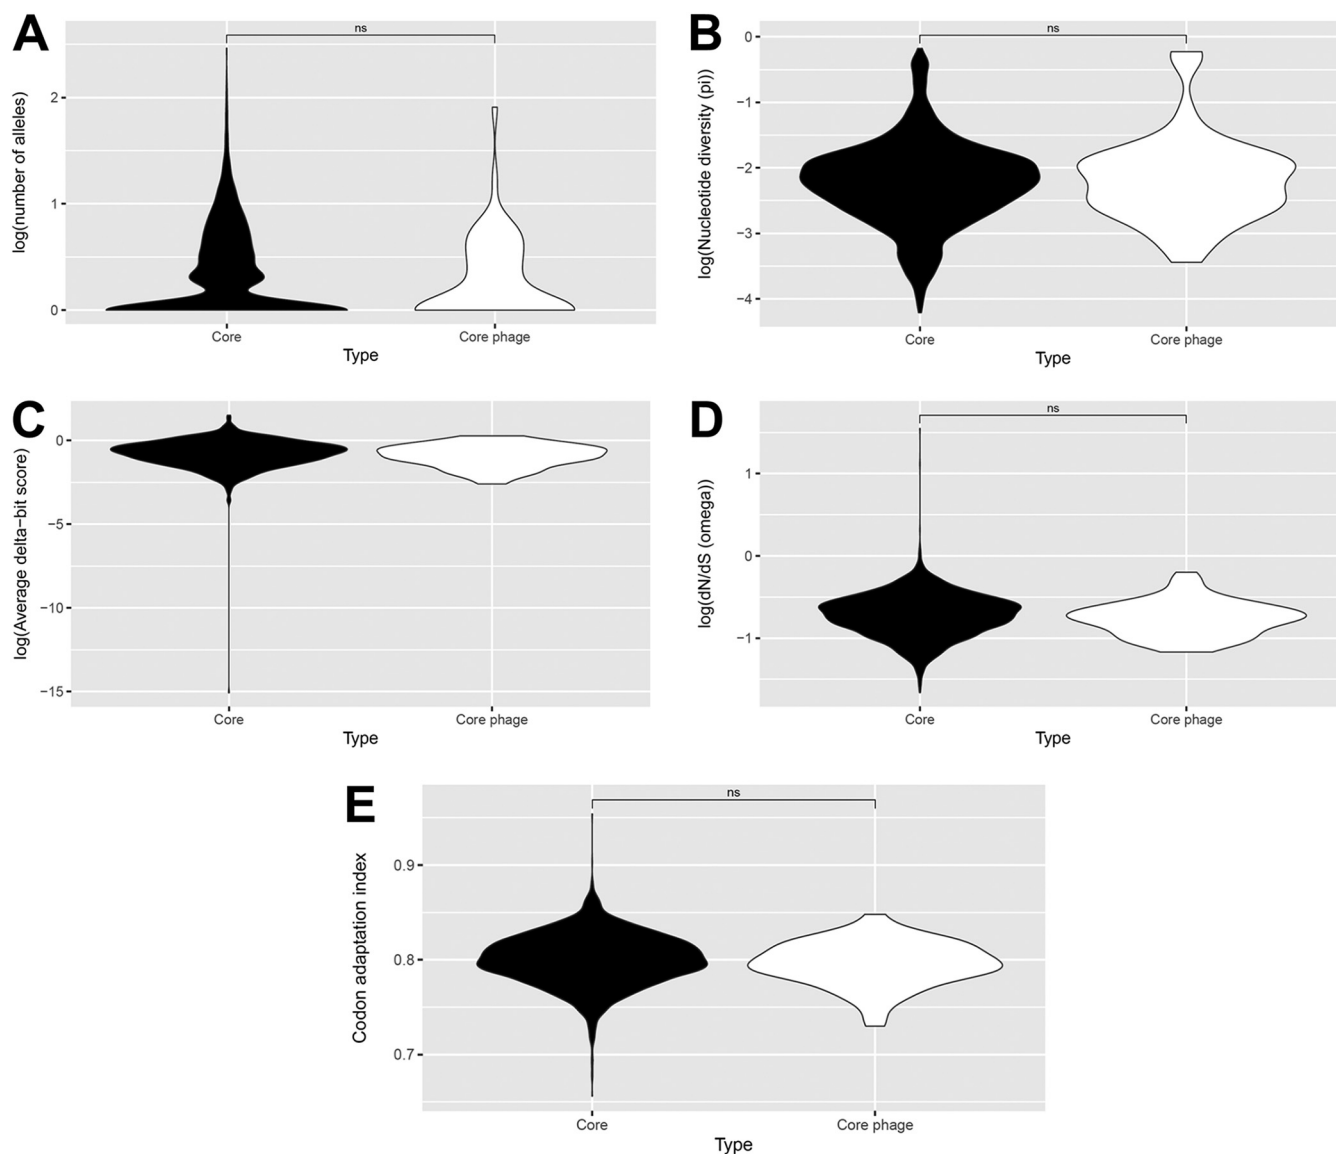 A
ns
log(number of alleles)
2
1
0
Core
Core phage
Type
B
ns
log(Nucleotide diversity (pi))
0
−1
−2
−3
−4
Core
Core phage
Type
C
log(Average delta−bit score)
0
−5
−10
−15
Core
Core phage
Type
D
ns
log(dN/dS (omega))
1
0
−1
Core
Core phage
Type
E
ns
Codon adaptation index
0.9
0.8
0.7
Core
Core phage
Type